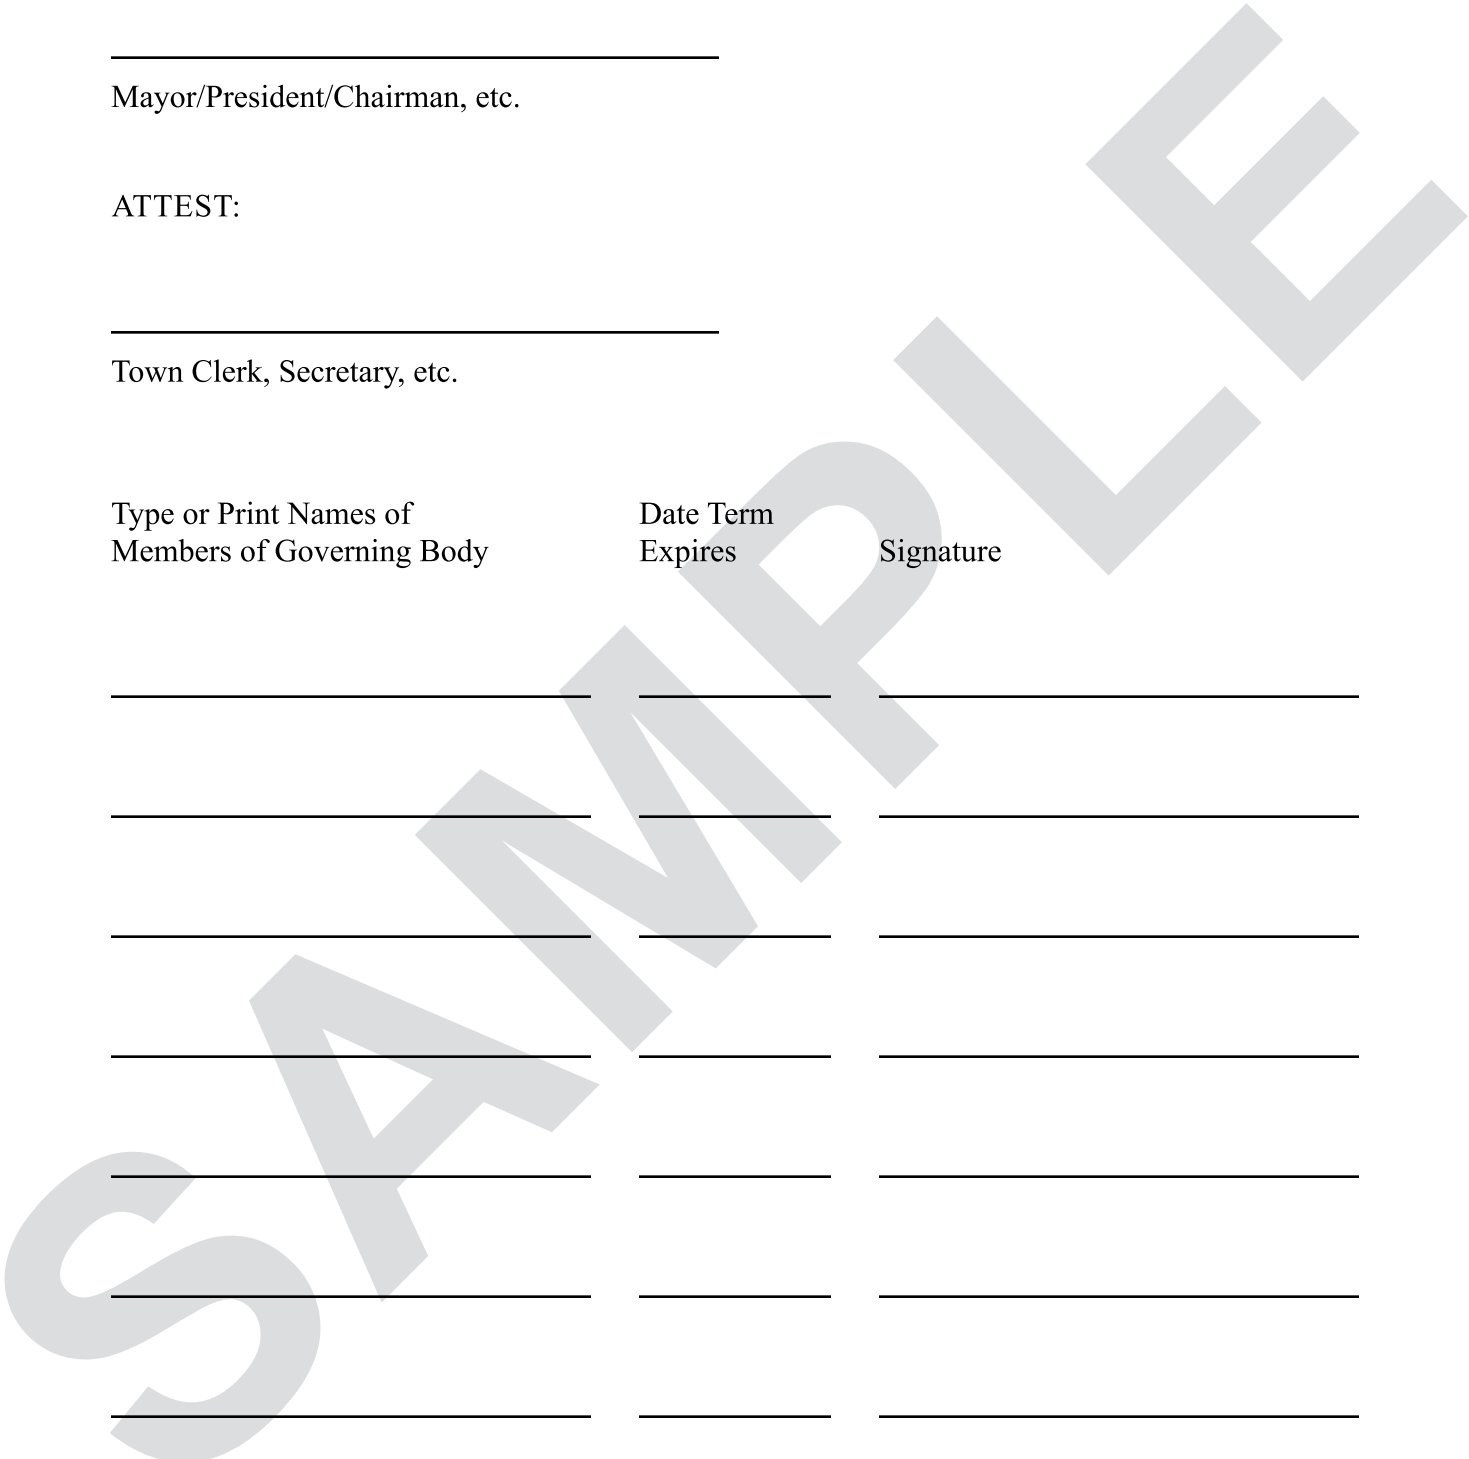 Mayor/President/Chairman, etc.
ATTEST:
Town Clerk, Secretary, etc.
Type or Print Names of
Members of Governing Body
Date Term
Expires
Signature
SAMPLE